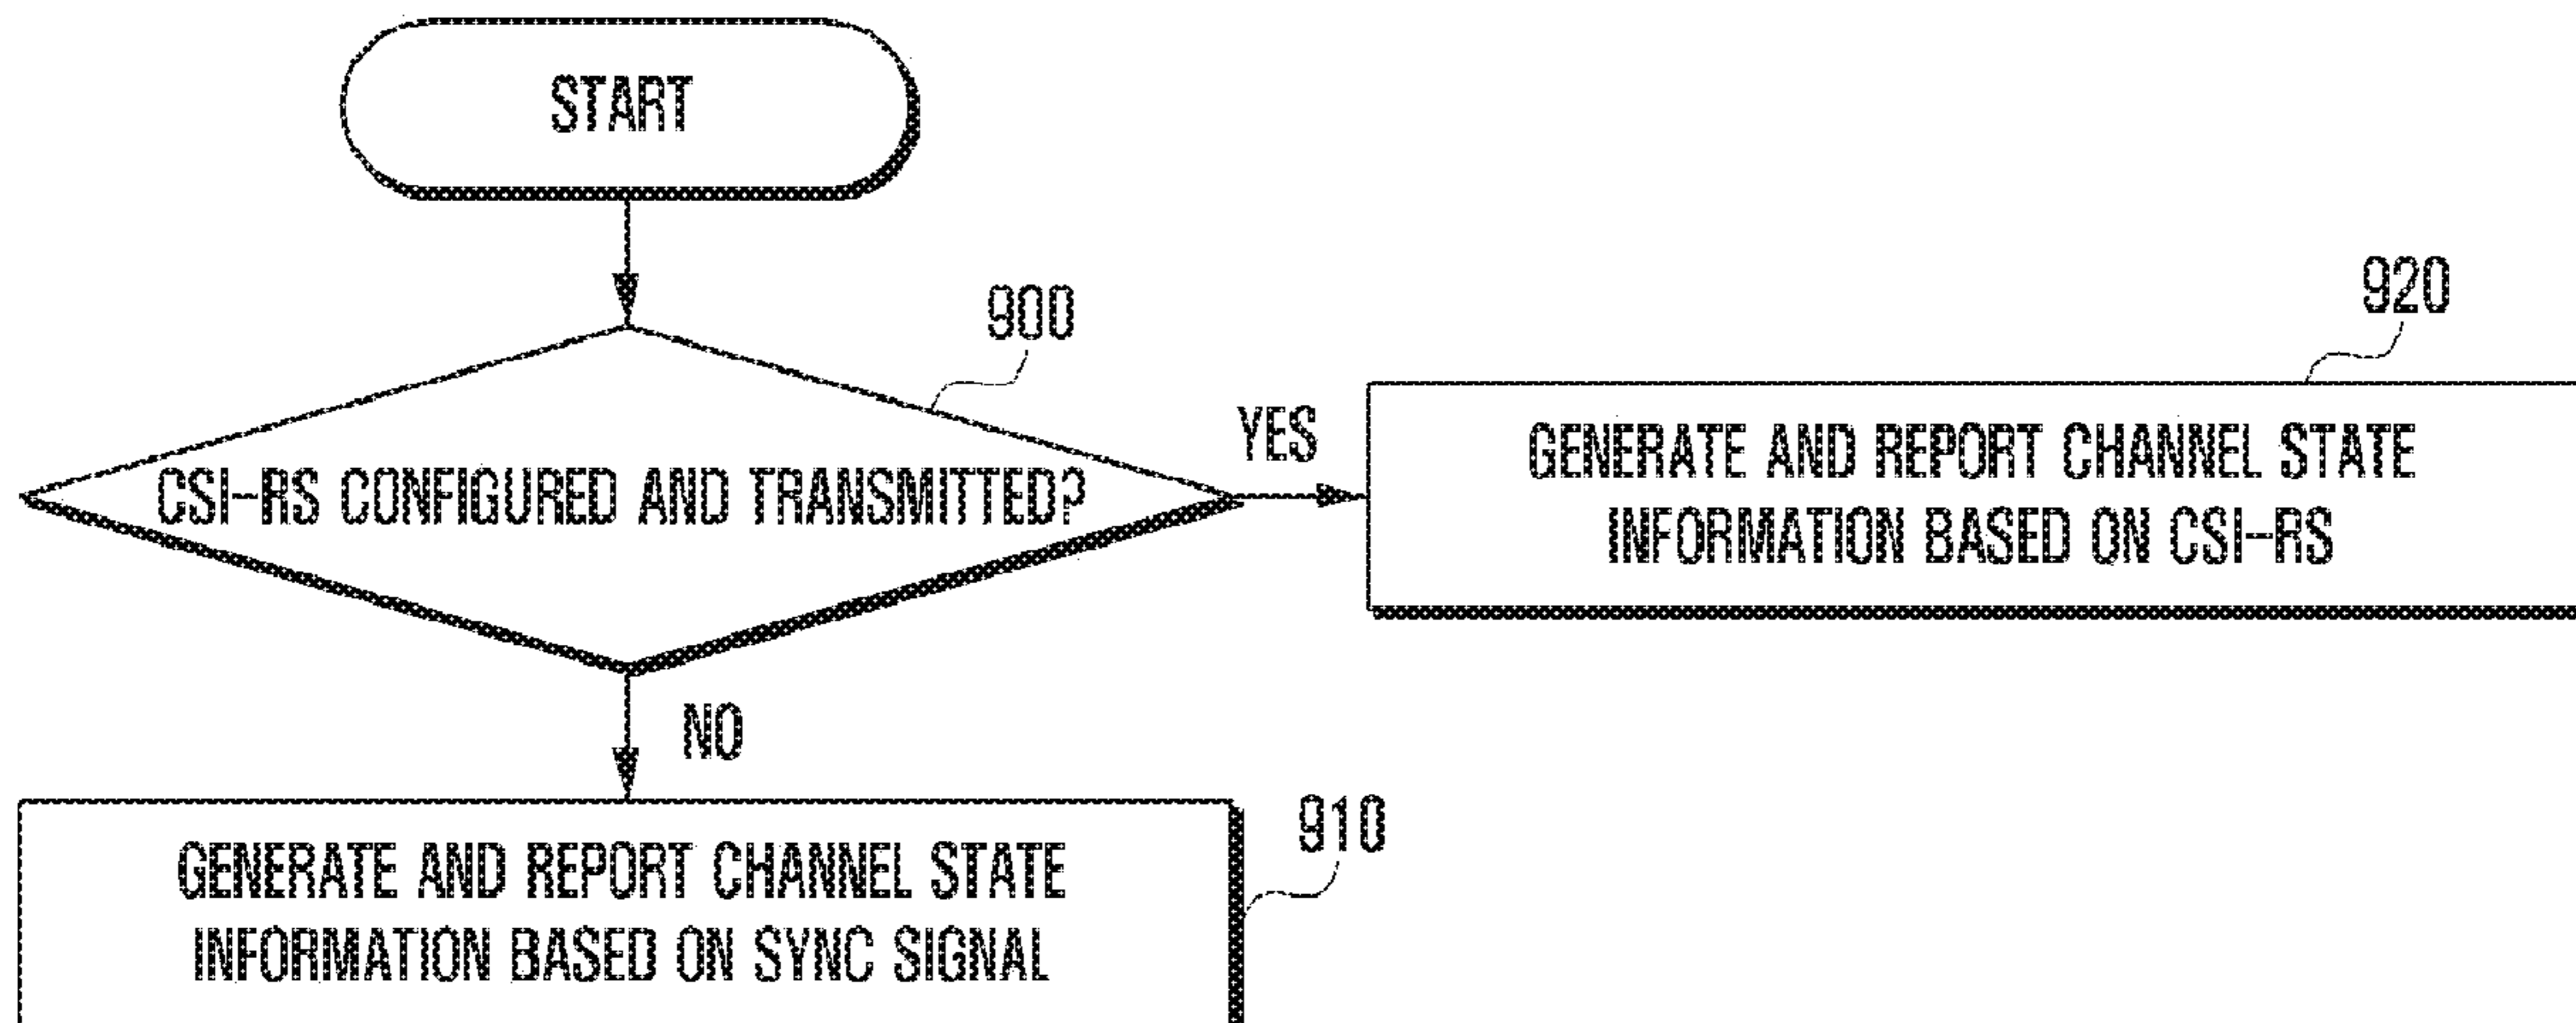 START
900
CSI-RS CONFIGURED AND TRANSMITTED?
YES
920
GENERATE AND REPORT CHANNEL STATE
INFORMATION BASED ON CSI-RS
NO
910
GENERATE AND REPORT CHANNEL STATE
INFORMATION BASED ON SYNC SIGNAL